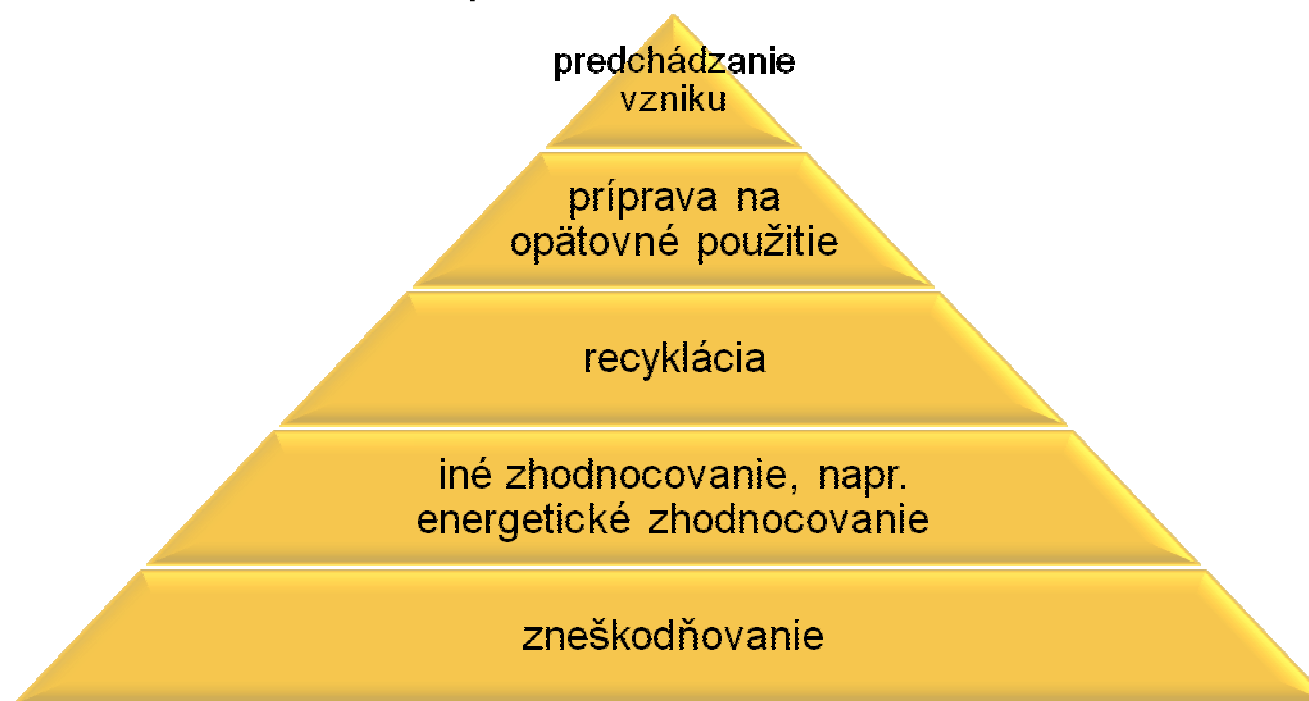 predchádzanie
vzniku
príprava na
opätovné použitie
recyklácia
iné zhodnocovanie, napr.
energetické zhodnocovanie
zneškodňovanie